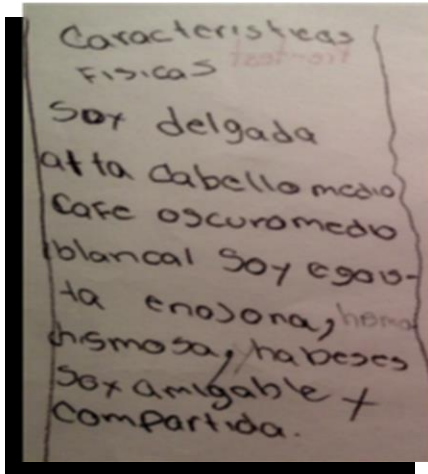 Caracteristicas
Fisicas
Soy delgada
alta cabello medio
cafe oscuro medio
blanca soy egois-
ta enojona,
hismosa, y habeses
soy amigable y
compartida.